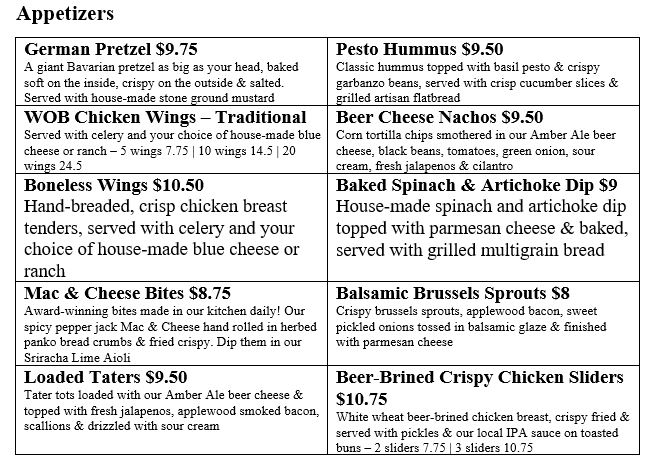 Appetizers
German Pretzel $9.75
A giant Bavarian pretzel as big as your head, baked
soft on the inside, crispy on the outside & salted.
Served with house-made stone ground mustard
Pesto Hummus $9.50
Classic hummus topped with basil pesto & crispy
garbanzo beans, served with crisp cucumber slices &
grilled artisan flatbread
WOB Chicken Wings – Traditional
Served with celery and your choice of house-made blue
cheese or ranch – 5 wings 7.75 | 10 wings 14.5 | 20
wings 24.5
Beer Cheese Nachos $9.50
Corn tortilla chips smothered in our Amber Ale beer
cheese, black beans, tomatoes, green onion, sour
cream, fresh jalapenos & cilantro
Boneless Wings $10.50
Hand-breaded, crisp chicken breast
tenders, served with celery and your
choice of house-made blue cheese or
ranch
Baked Spinach & Artichoke Dip $9
House-made spinach and artichoke dip
topped with parmesan cheese & baked,
served with grilled multigrain bread
Mac & Cheese Bites $8.75
Award-winning bites made in our kitchen daily! Our
spicy pepper jack Mac & Cheese hand rolled in herbed
panko bread crumbs & fried crispy. Dip them in our
Sriracha Lime Aioli
Balsamic Brussels Sprouts $8
Crispy brussels sprouts, applewood bacon, sweet
pickled onions tossed in balsamic glaze & finished
with parmesan cheese
Loaded Taters $9.50
Tater tots loaded with our Amber Ale beer cheese &
topped with fresh jalapenos, applewood smoked bacon,
scallions & drizzled with sour cream
Beer-Brined Crispy Chicken Sliders
$10.75
White wheat beer-brined chicken breast, crispy fried &
served with pickles & our local IPA sauce on toasted
buns – 2 sliders 7.75 | 3 sliders 10.75